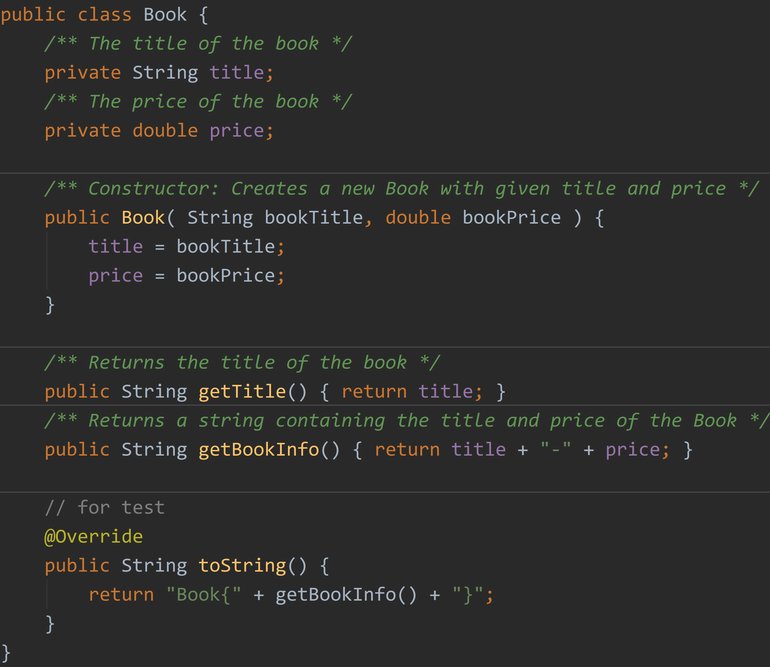 public class Book {
    /** The title of the book */
    private String title;
    /** The price of the book */
    private double price;
    /** Constructor: Creates a new Book with given title and price */
    public Book( String bookTitle, double bookPrice ) {
        title = bookTitle;
        price = bookPrice;
    }
    /** Returns the title of the book */
    public String getTitle() { return title; }
    /** Returns a string containing the title and price of the Book */
    public String getBookInfo() { return title + "-" + price; }
    // for test
    @Override
    public String toString() {
        return "Book{" + getBookInfo() + "}";
    }
}